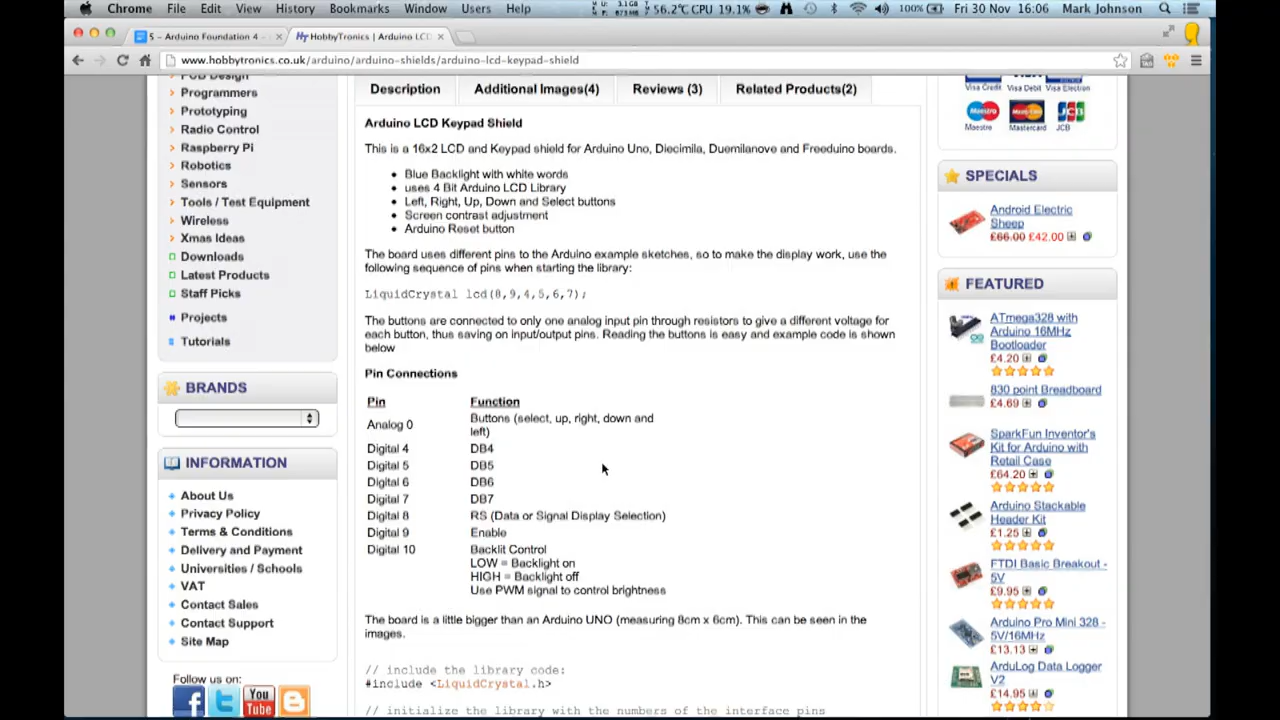 Chrome File Edit View History Bookmarks Window Users Help 56.2°C CPU 19.1% 100% Fri 30 Nov 16:06 Mark Johnson
5 - Arduino Foundation 4 -
HobbyTronics | Arduino LCD
www.hobbytronics.co.uk/arduino/arduino-shields/arduino-lcd-keypad-shield
PCB Design
Programmers
Prototyping
Radio Control
Raspberry Pi
Robotics
Sensors
Tools / Test Equipment
Wireless
Xmas Ideas
Downloads
Latest Products
Staff Picks
Projects
Tutorials
BRANDS
INFORMATION
About Us
Privacy Policy
Terms & Conditions
Delivery and Payment
Universities / Schools
VAT
Contact Sales
Contact Support
Site Map
Follow us on:
You
Tube
Description Additional Images(4) Reviews (3) Related Products(2)
Arduino LCD Keypad Shield
This is a 16x2 LCD and Keypad shield for Arduino Uno, Diecimila, Duemilanove and Freeduino boards.
Blue Backlight with white words
uses 4 Bit Arduino LCD Library
Left, Right, Up, Down and Select buttons
Screen contrast adjustment
Arduino Reset button
The board uses different pins to the Arduino example sketches, so to make the display work, use the
following sequence of pins when starting the library:
LiquidCrystal lcd(8,9,4,5,6,7);
The buttons are connected to only one analog input pin through resistors to give a different voltage for
each button, thus saving on input/output pins. Reading the buttons is easy and example code is shown
below
Pin Connections
Pin Function
Analog 0 Buttons (select, up, right, down and
left)
Digital 4 DB4
Digital 5 DB5
Digital 6 DB6
Digital 7 DB7
Digital 8 RS (Data or Signal Display Selection)
Digital 9 Enable
Digital 10 Backlit Control
LOW = Backlight on
HIGH = Backlight off
Use PWM signal to control brightness
The board is a little bigger than an Arduino UNO (measuring 8cm x 6cm). This can be seen in the
images.
// include the library code:
#include <LiquidCrystal.h>
// initialize the library with the numbers of the interface pins
Visa Credit Visa Debit Visa Electron
Maestro Mastercard JCB
SPECIALS
Android Electric
Sheep
£66.00 £42.00
FEATURED
ATmega328 with
Arduino 16MHz
Bootloader
£4.20
830 point Breadboard
£4.69
SparkFun Inventor's
Kit for Arduino with
Retail Case
£64.20
Arduino Stackable
Header Kit
£1.25
FTDI Basic Breakout -
5V
£9.95
Arduino Pro Mini 328 -
5V/16MHz
£13.13
ArduLog Data Logger
V2
£14.95